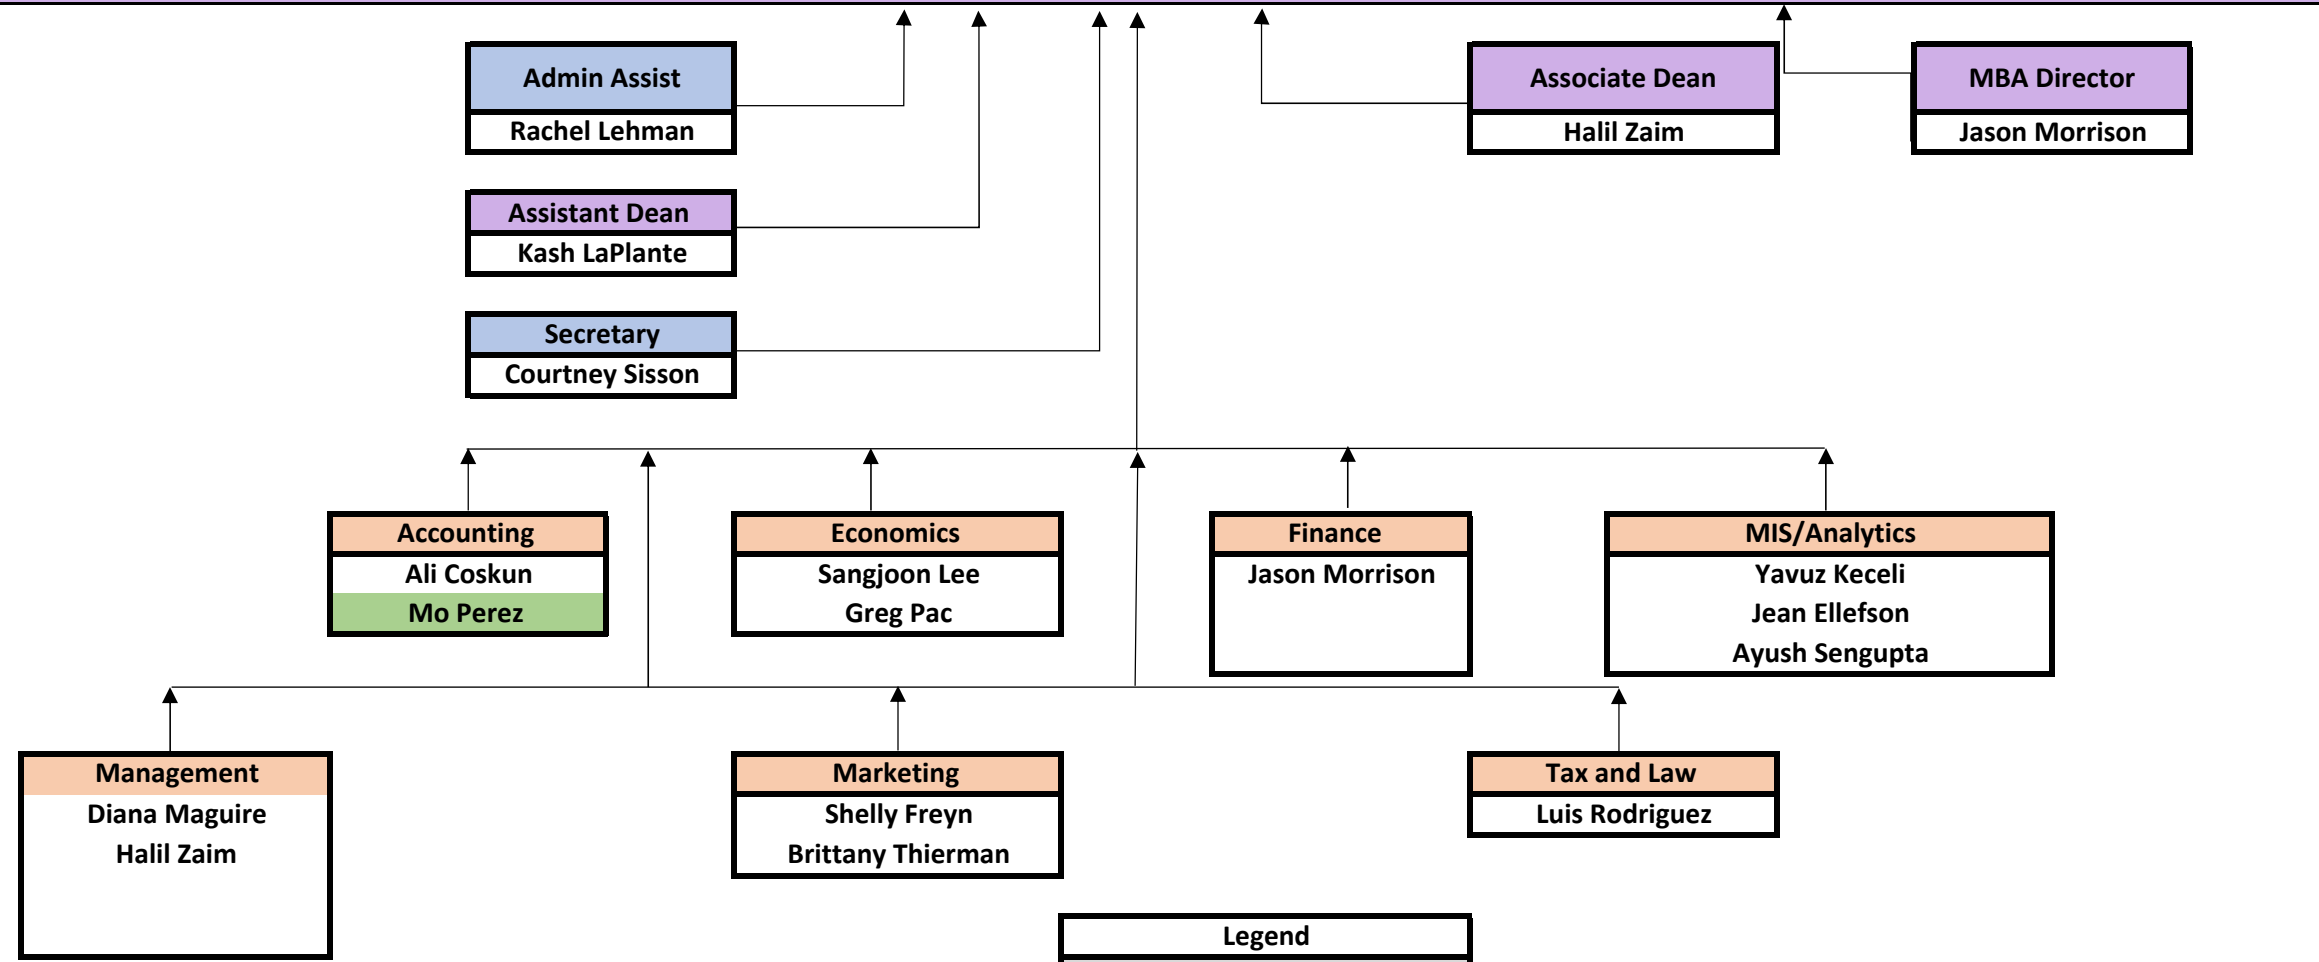 Admin Assist
Rachel Lehman
Associate Dean
Halil Zaim
MBA Director
Jason Morrison
Assistant Dean
Kash LaPlante
Secretary
Courtney Sisson
Accounting
Ali Coskun
Mo Perez
Economics
Sangjoon Lee
Greg Pac
Finance
Jason Morrison
MIS/Analytics
Yavuz Keceli
Jean Ellefson
Ayush Sengupta
Management
Diana Maguire
Halil Zaim
Marketing
Shelly Freyn
Brittany Thierman
Tax and Law
Luis Rodriguez
Legend